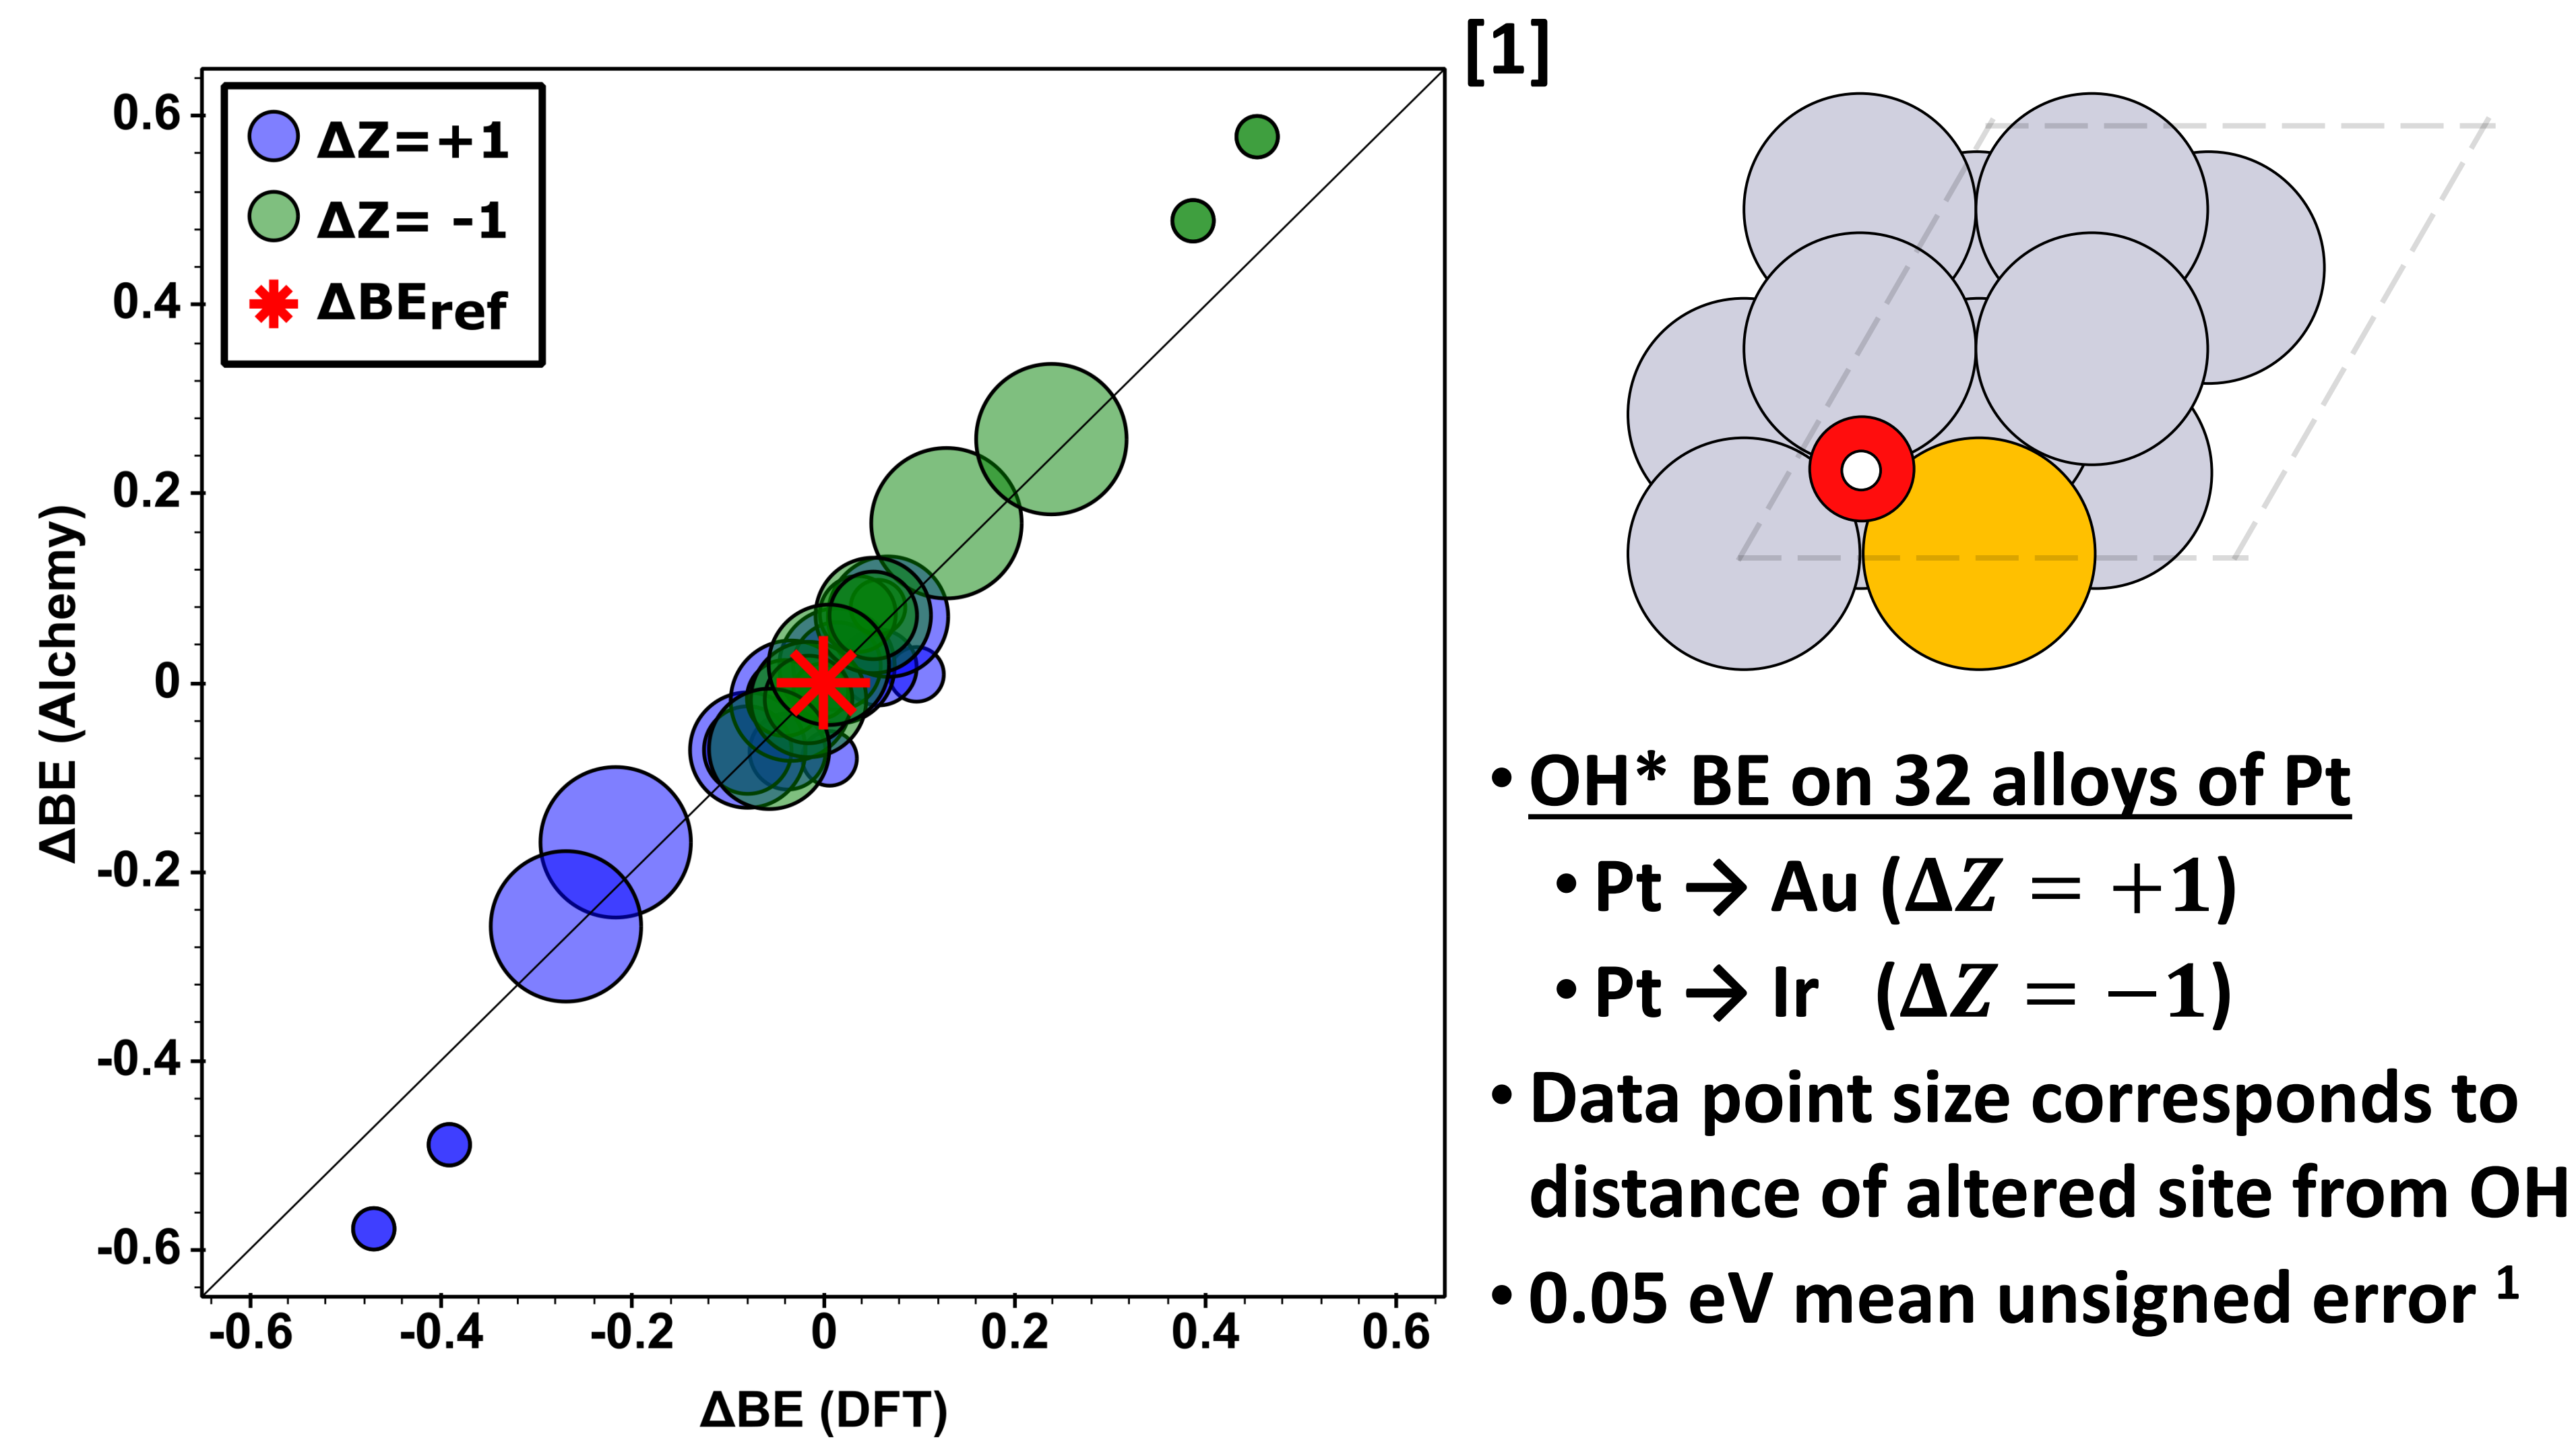 [1]
ΔZ=+1
ΔZ= -1
ΔBEref
0.6
0.4
0.2
0
-0.2
-0.4
-0.6
ΔBE (Alchemy)
-0.6 -0.4 -0.2 0 0.2 0.4 0.6
ΔBE (DFT)
• OH* BE on 32 alloys of Pt
• Pt → Au (ΔZ = +1)
• Pt → Ir (ΔZ = −1)
• Data point size corresponds to
distance of altered site from OH
• 0.05 eV mean unsigned error 1